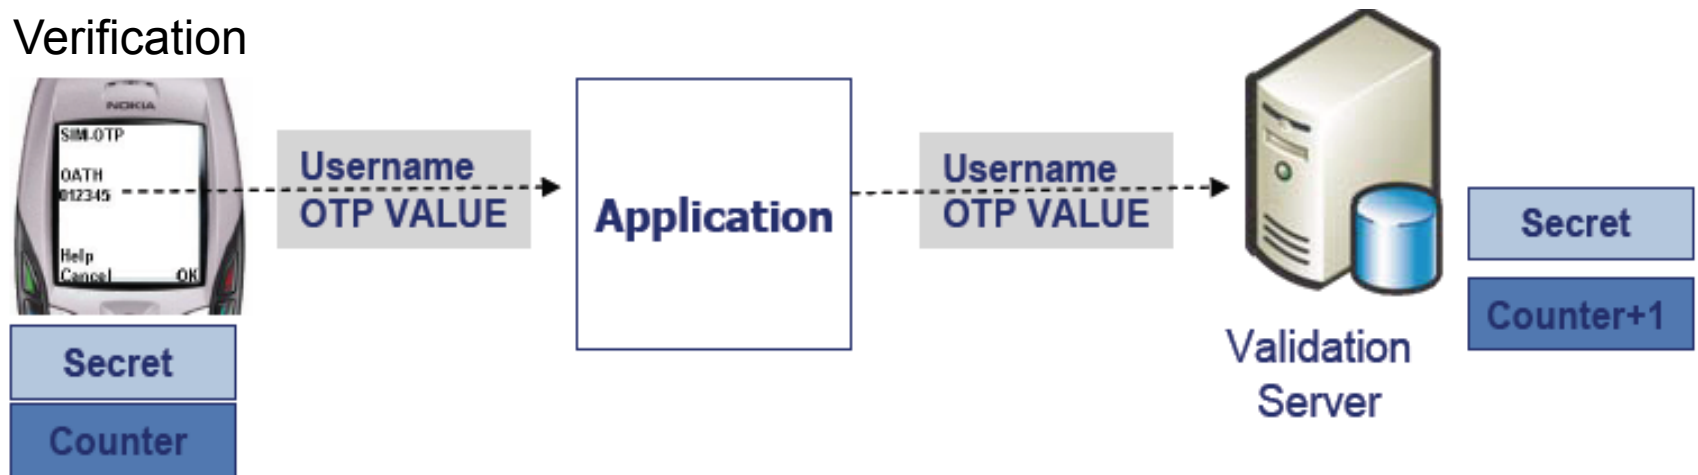 Verification
NOKIA
SIM-OTP
OATH
012345
Help
Cancel OK
Secret
Counter
Username
OTP VALUE
Application
Username
OTP VALUE
Validation
Server
Secret
Counter+1